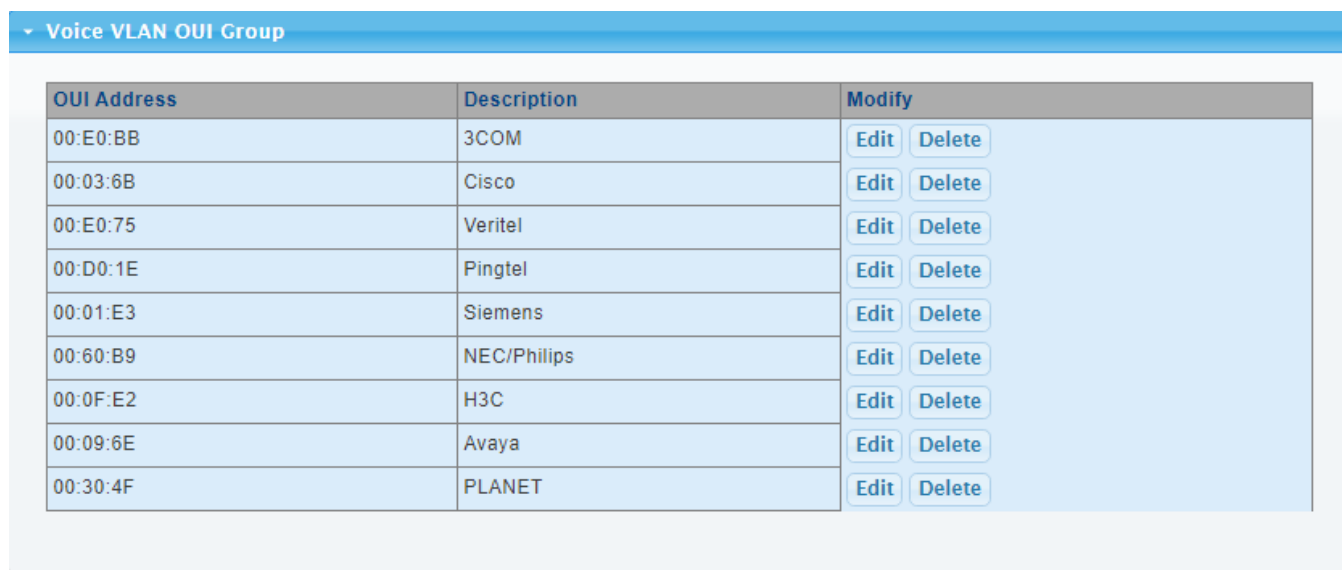 Voice VLAN OUI Group
OUI Address Description Modify
00:E0:BB 3COM Edit Delete
00:03:6B Cisco Edit Delete
00:E0:75 Veritel Edit Delete
00:D0:1E Pingtel Edit Delete
00:01:E3 Siemens Edit Delete
00:60:B9 NEC/Philips Edit Delete
00:0F:E2 H3C Edit Delete
00:09:6E Avaya Edit Delete
00:30:4F PLANET Edit Delete